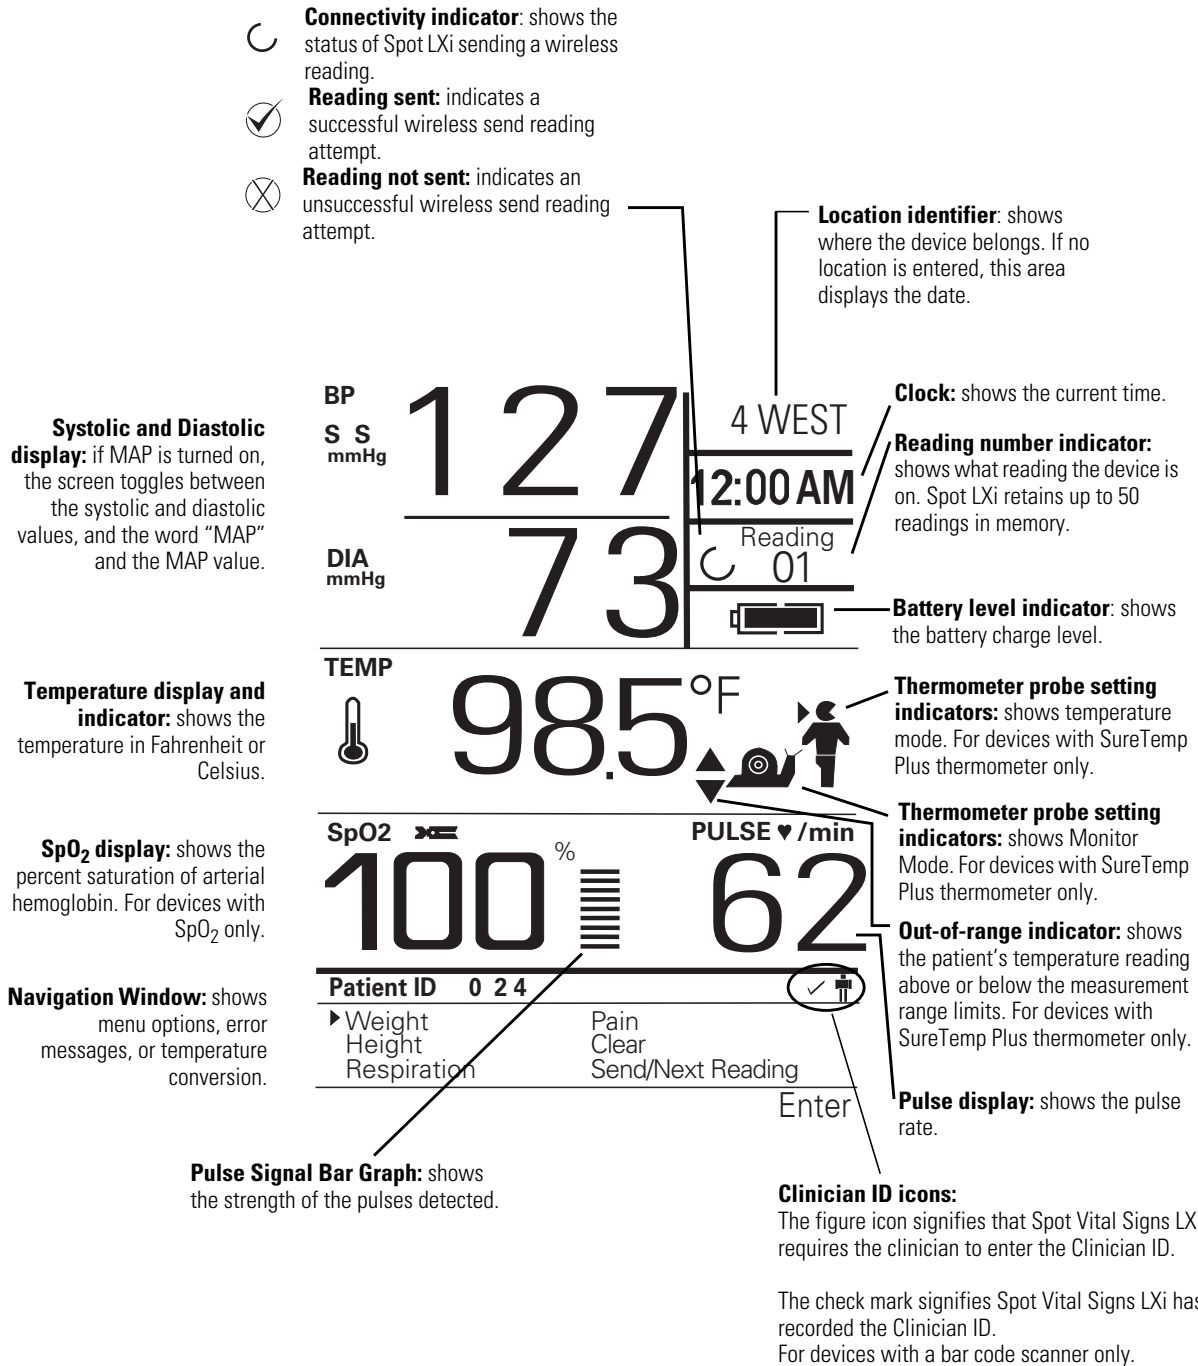 Connectivity indicator: shows the
status of Spot LXi sending a wireless
reading.
Reading sent: indicates a
successful wireless send reading
attempt.
Reading not sent: indicates an
unsuccessful wireless send reading
attempt.
Location identifier: shows
where the device belongs. If no
location is entered, this area
displays the date.
Systolic and Diastolic
display: if MAP is turned on,
the screen toggles between
the systolic and diastolic
values, and the word “MAP”
and the MAP value.
Temperature display and
indicator: shows the
temperature in Fahrenheit or
Celsius.
SpO2 display: shows the
percent saturation of arterial
hemoglobin. For devices with
SpO2 only.
Navigation Window: shows
menu options, error
messages, or temperature
conversion.
BP
S S
mmHg
127
DIA
mmHg
73
4 WEST
12:00 AM
Reading
01
TEMP
98.5 °F
SpO2
100 %
PULSE ♥ /min
62
Patient ID 0 2 4
Weight
Height
Respiration
Pain
Clear
Send/Next Reading
Enter
Clock: shows the current time.
Reading number indicator:
shows what reading the device is
on. Spot LXi retains up to 50
readings in memory.
Battery level indicator: shows
the battery charge level.
Thermometer probe setting
indicators: shows temperature
mode. For devices with SureTemp
Plus thermometer only.
Thermometer probe setting
indicators: shows Monitor
Mode. For devices with SureTemp
Plus thermometer only.
Out-of-range indicator: shows
the patient’s temperature reading
above or below the measurement
range limits. For devices with
SureTemp Plus thermometer only.
Pulse display: shows the pulse
rate.
Pulse Signal Bar Graph: shows
the strength of the pulses detected.
Clinician ID icons:
The figure icon signifies that Spot Vital Signs LX
requires the clinician to enter the Clinician ID.
The check mark signifies Spot Vital Signs LXi has
recorded the Clinician ID.
For devices with a bar code scanner only.